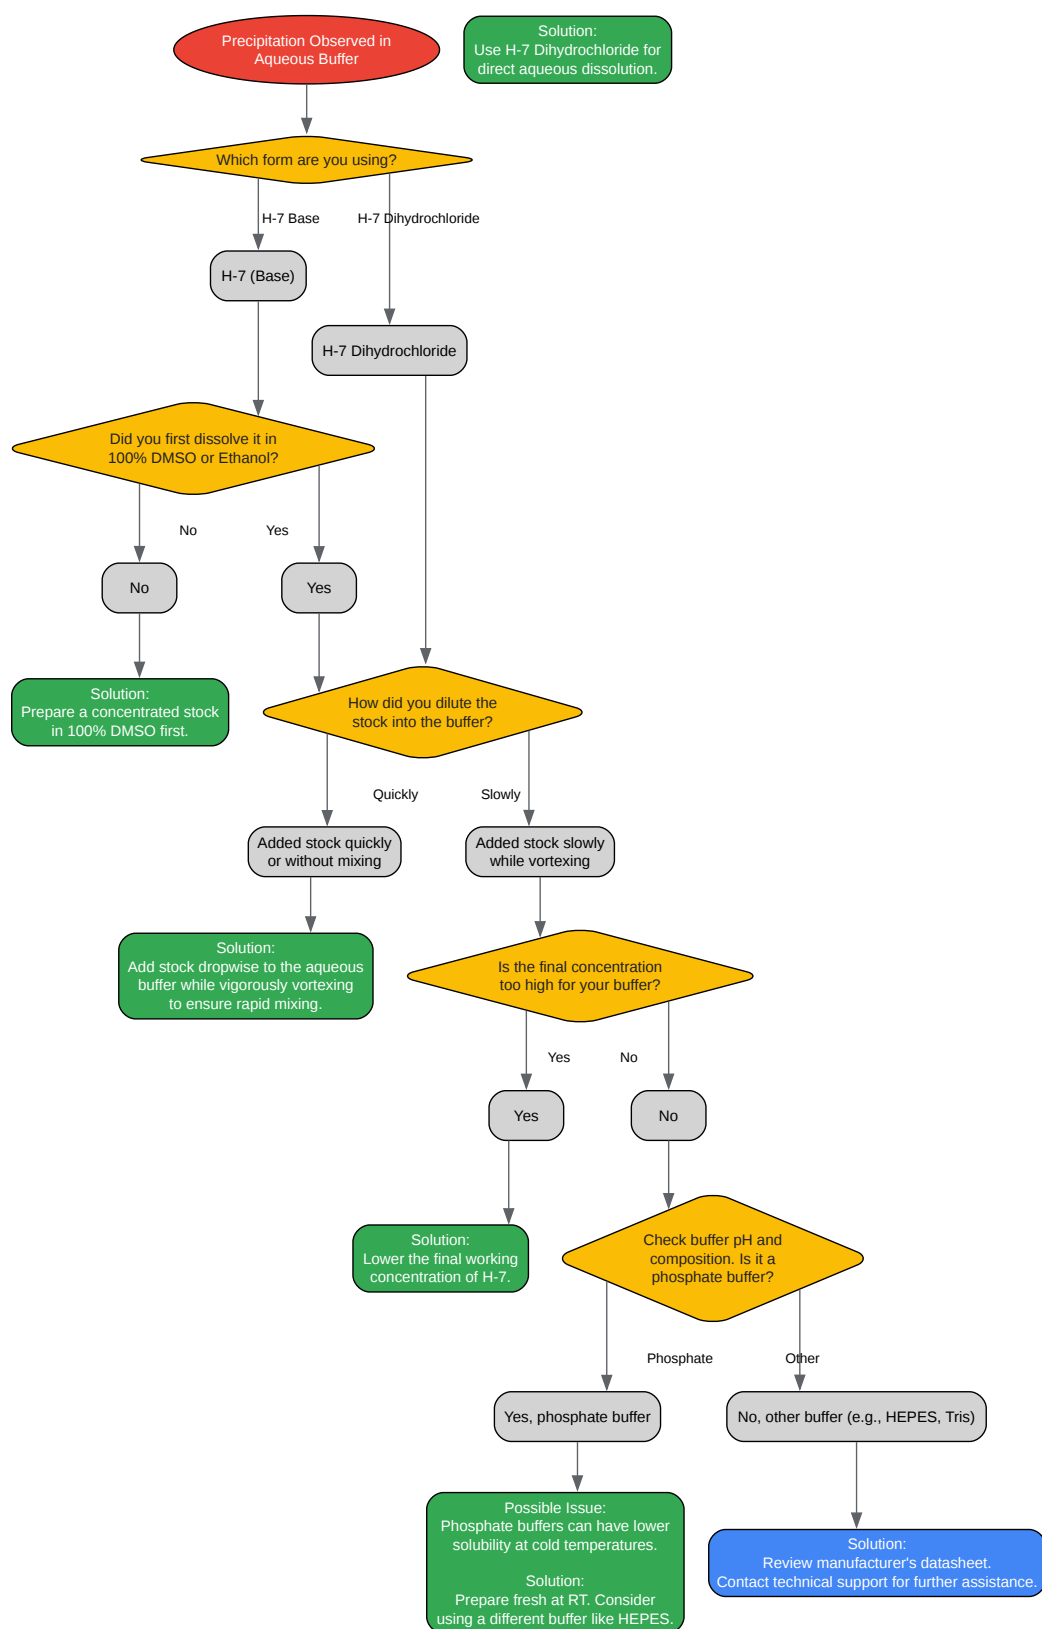 Precipitation Observed in
Aqueous Buffer
Solution:
Use H-7 Dihydrochloride for
direct aqueous dissolution.
Which form are you using?
H-7 Base
H-7 Dihydrochloride
H-7 (Base)
H-7 Dihydrochloride
Did you first dissolve it in
100% DMSO or Ethanol?
No
Yes
No
Yes
Solution:
Prepare a concentrated stock
in 100% DMSO first.
How did you dilute the
stock into the buffer?
Quickly
Slowly
Added stock quickly
or without mixing
Added stock slowly
while vortexing
Solution:
Add stock dropwise to the aqueous
buffer while vigorously vortexing
to ensure rapid mixing.
Is the final concentration
too high for your buffer?
Yes
No
Yes
No
Solution:
Lower the final working
concentration of H-7.
Check buffer pH and
composition. Is it a
phosphate buffer?
Phosphate
Other
Yes, phosphate buffer
No, other buffer (e.g., HEPES, Tris)
Possible Issue:
Phosphate buffers can have lower
solubility at cold temperatures.
Solution:
Prepare fresh at RT. Consider
using a different buffer like HEPES.
Solution:
Review manufacturer's datasheet.
Contact technical support for further assistance.